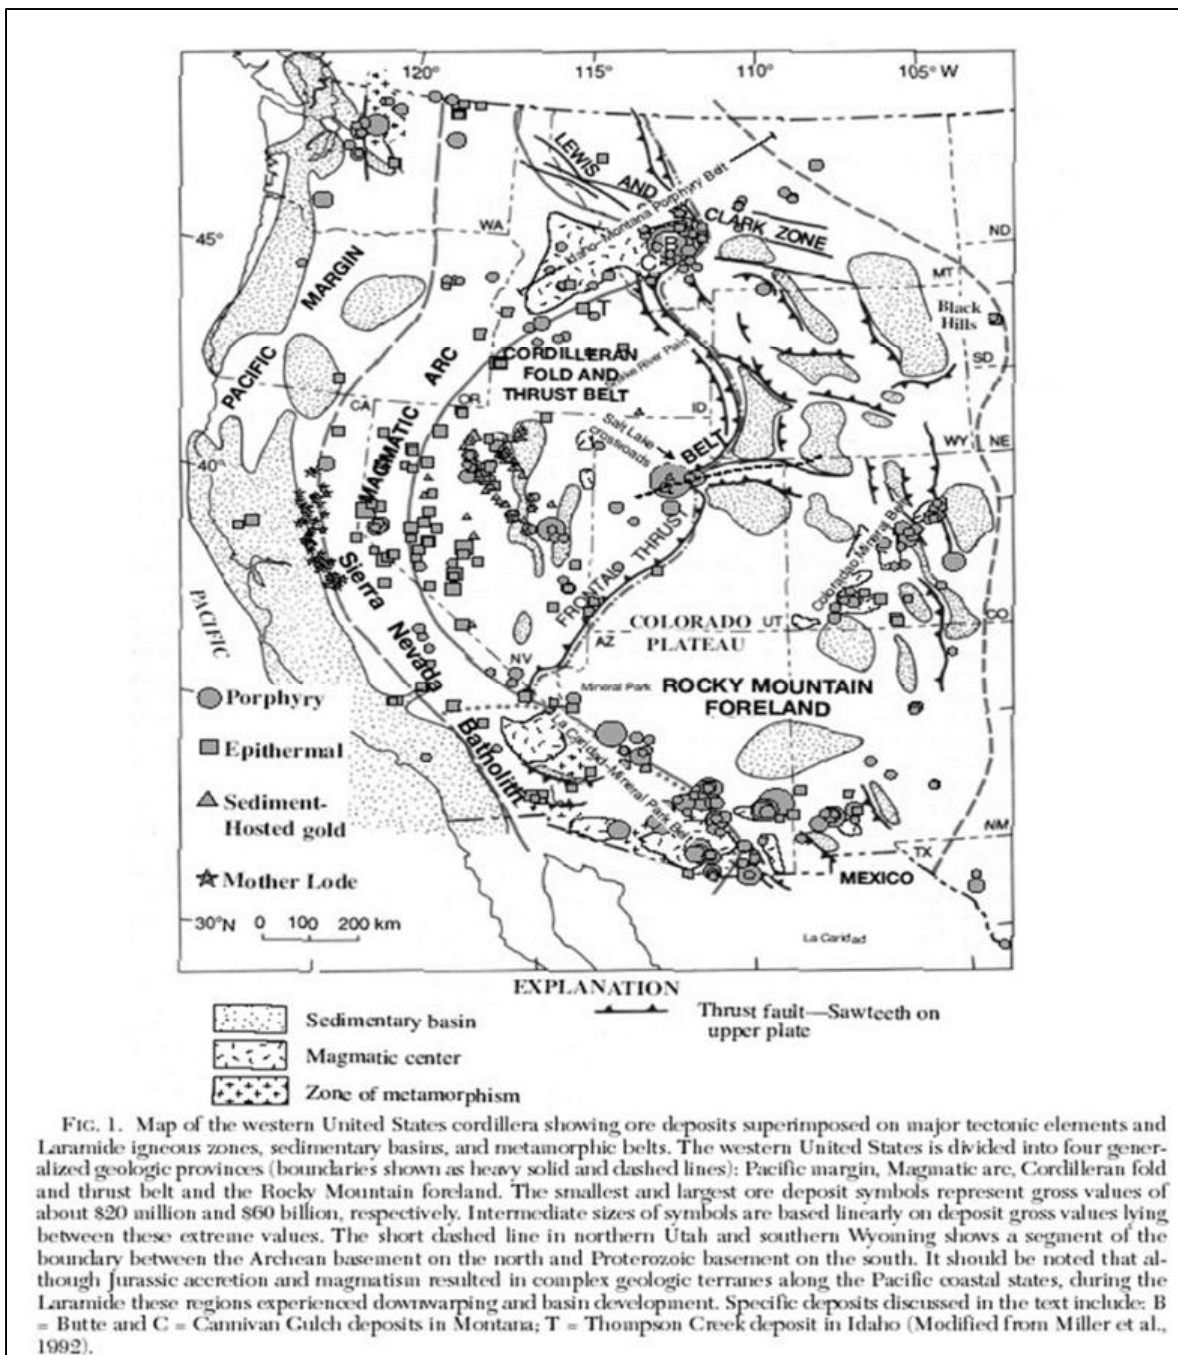 120°
115°
110°
105° W
LEWIS
AND
CLARK ZONE
Idaho-Montana Porphyry Belt
45°
WA
ND
B
C
MT
MARGIN
PACIFIC
T
Black
Hills
SD
ARC
MAGMATIC
CORDILLERAN
FOLD AND
THRUST BELT
Snake River Plain
CA
OR
ID
Salt Lake
crossroads
BELT
WY
NE
40°
THRUST
FRONTAL
Colorado Mineral Belt
Sierra
Nevada
Batholith
PACIFIC
COLORADO
PLATEAU
UT
CO
AZ
NV
Mineral Park
ROCKY MOUNTAIN
FORELAND
La Caridad-Mineral Park Belt
Porphyry
Epithermal
Sediment-
Hosted gold
Mother Lode
NM
TX
MEXICO
30°N
0 100 200 km
La Caridad
EXPLANATION
Sedimentary basin
Magmatic center
Zone of metamorphism
Thrust fault—Sawteeth on
upper plate
FIG. 1. Map of the western United States cordillera showing ore deposits superimposed on major tectonic elements and
Laramide igneous zones, sedimentary basins, and metamorphic belts. The western United States is divided into four gener-
alized geologic provinces (boundaries shown as heavy solid and dashed lines): Pacific margin, Magmatic arc, Cordilleran fold
and thrust belt and the Rocky Mountain foreland. The smallest and largest ore deposit symbols represent gross values of
about $20 million and $60 billion, respectively. Intermediate sizes of symbols are based linearly on deposit gross values lying
between these extreme values. The short dashed line in northern Utah and southern Wyoming shows a segment of the
boundary between the Archean basement on the north and Proterozoic basement on the south. It should be noted that al-
though Jurassic accretion and magmatism resulted in complex geologic terranes along the Pacific coastal states, during the
Laramide these regions experienced downwarping and basin development. Specific deposits discussed in the text include: B
= Butte and C = Cannivan Gulch deposits in Montana; T = Thompson Creek deposit in Idaho (Modified from Miller et al.,
1992).